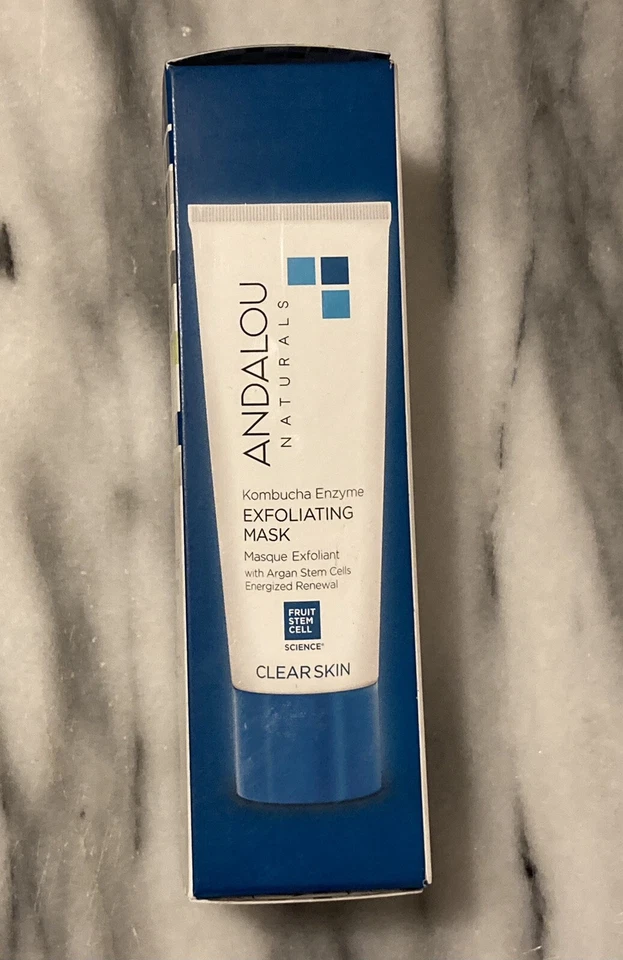 ANDALOU
NATURALS
Kombucha Enzyme
EXFOLIATING
MASK
Masque Exfoliant
with Argan Stem Cells
Energized Renewal
FRUIT
STEM
CELL
SCIENCE®
CLEAR SKIN